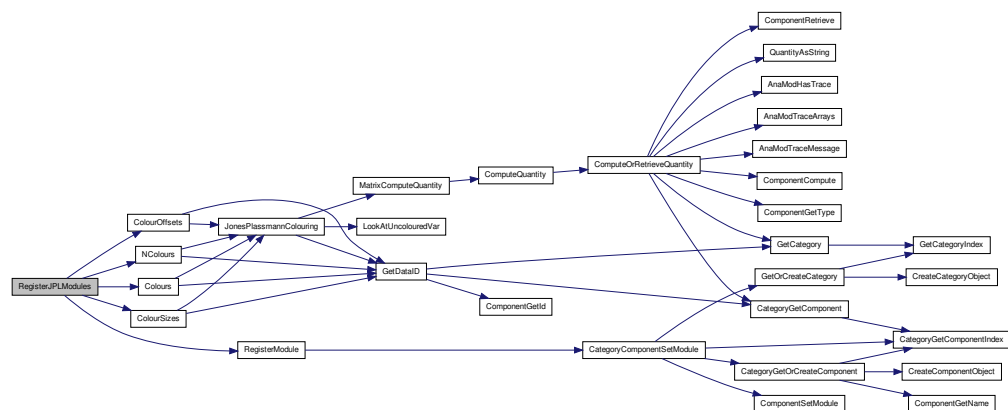 ComponentRetrieve
QuantityAsString
AnaModHasTrace
AnaModTraceArrays
AnaModTraceMessage
ComputeOrRetrieveQuantity
ComputeQuantity
ComponentCompute
MatrixComputeQuantity
ComponentGetType
ColourOffsets
JonesPlassmannColouring
LookAtUncolouredVar
GetCategory
GetCategoryIndex
NColours
GetDataID
GetOrCreateCategory
CreateCategoryObject
RegisterJPLModules
Colours
ComponentGetId
CategoryGetComponent
ColourSizes
CategoryGetComponentIndex
RegisterModule
CategoryComponentSetModule
CategoryGetOrCreateComponent
CreateComponentObject
ComponentSetModule
ComponentGetName